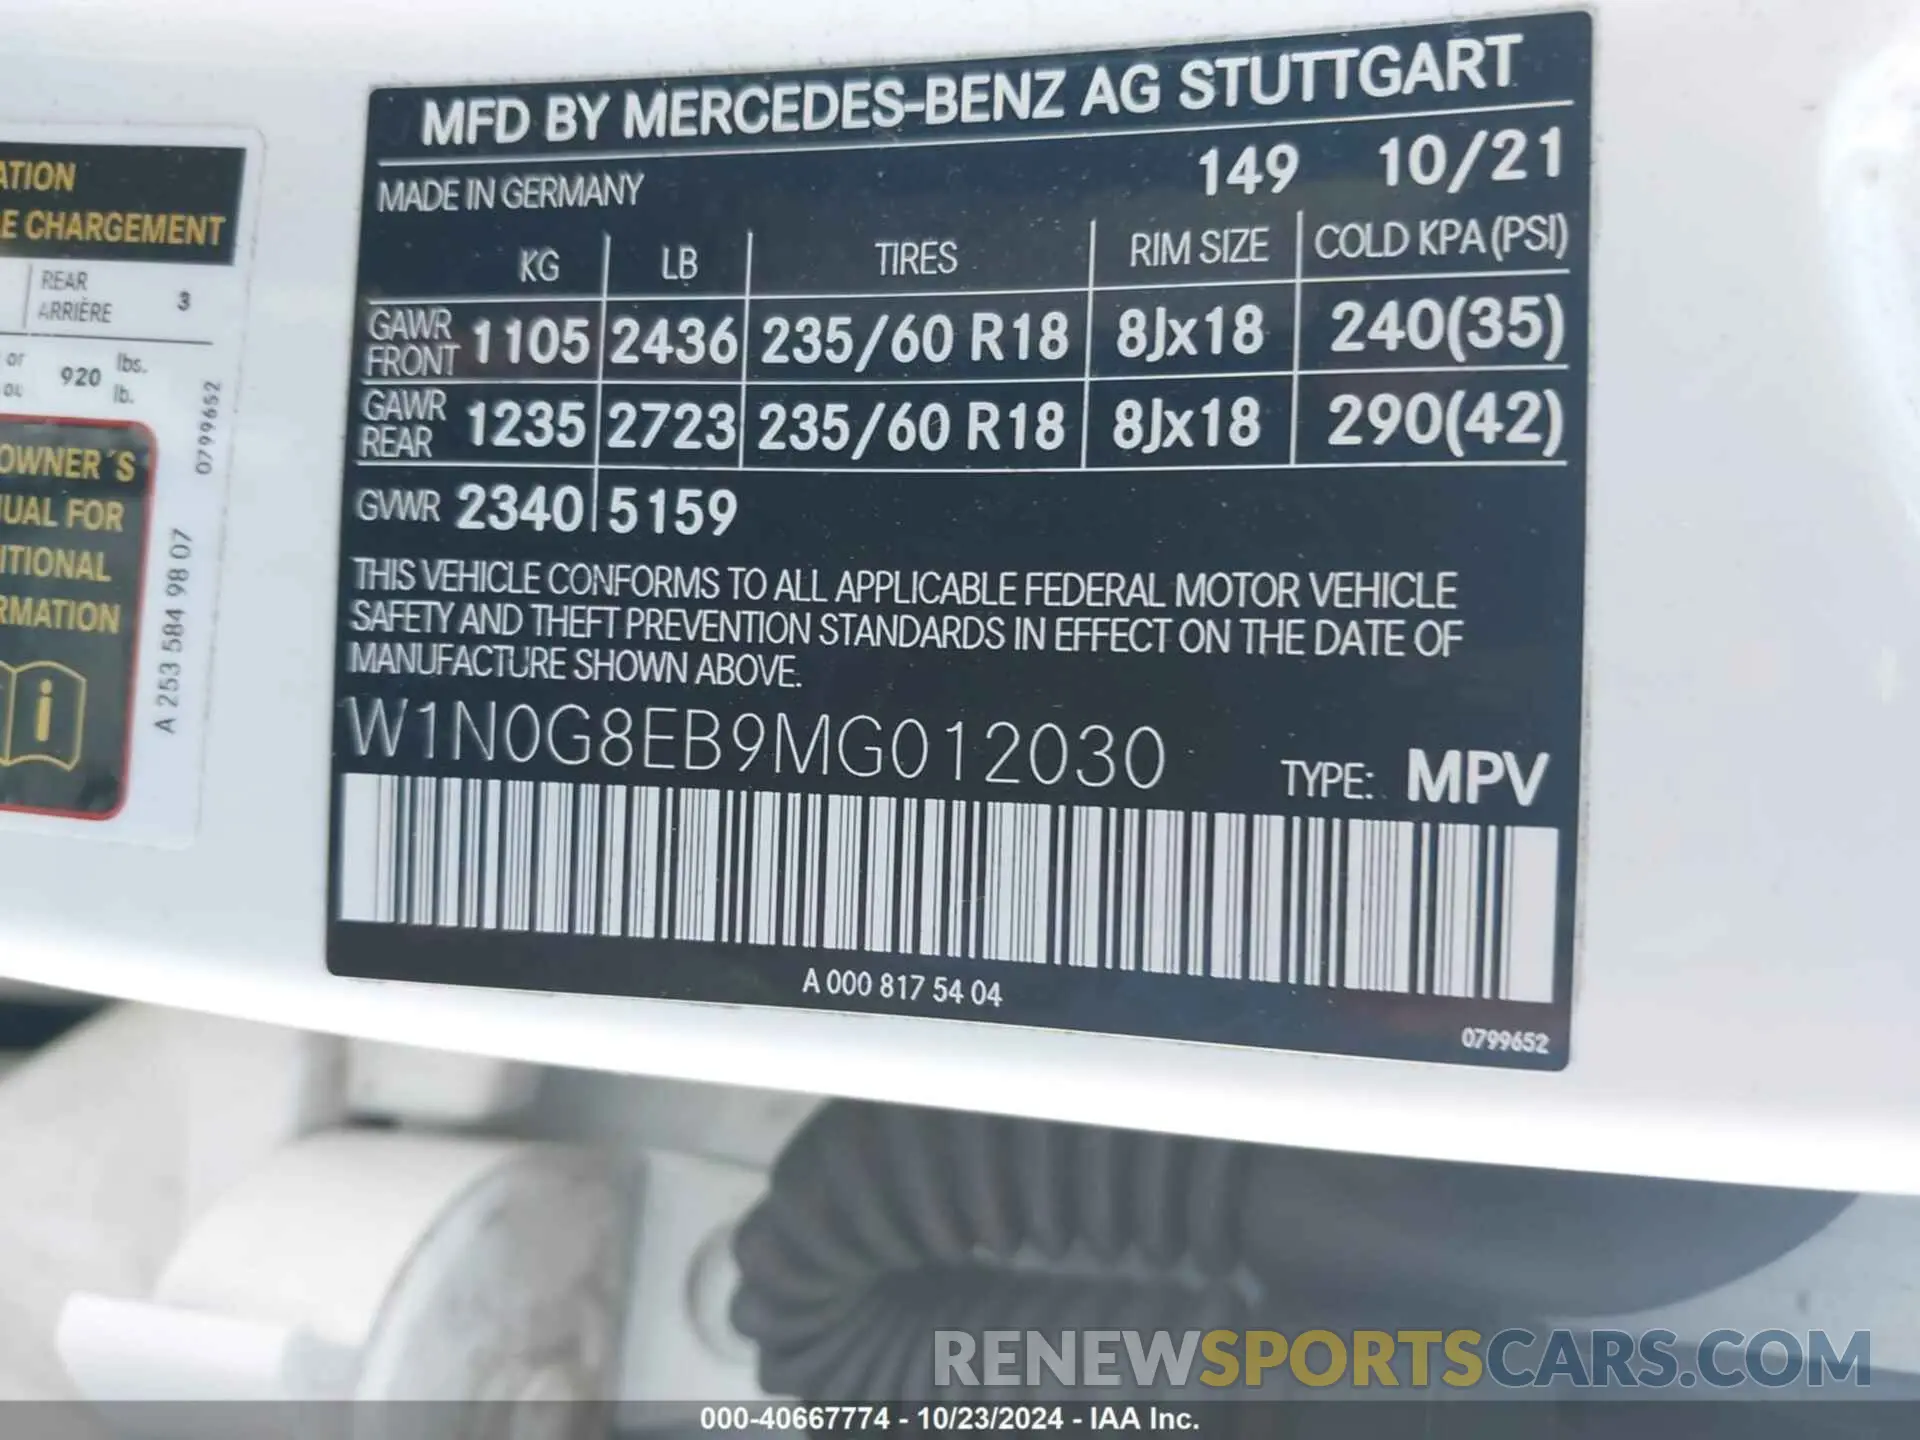 MFD BY MERCEDES-BENZ AG STUTTGART
MADE IN GERMANY 149 10/21
KG LB TIRES RIM SIZE COLD KPA (PSI)
GAWR FRONT 1105 2436 235/60 R18 8Jx18 240(35)
GAWR REAR 1235 2723 235/60 R18 8Jx18 290(42)
GVWR 2340 5159
THIS VEHICLE CONFORMS TO ALL APPLICABLE FEDERAL MOTOR VEHICLE
SAFETY AND THEFT PREVENTION STANDARDS IN EFFECT ON THE DATE OF
MANUFACTURE SHOWN ABOVE.
W1N0G8EB9MG012030 TYPE: MPV
A 000 817 54 04
0799652
ATION
E CHARGEMENT
REAR
ARRIÈRE 3
or
ou 920 lbs.
lb.
0799652
OWNER´S
UAL FOR
ITIONAL
RMATION
i
A 253 584 98 07
RENEWSPORTSCARS.COM
000-40667774 - 10/23/2024 - IAA Inc.